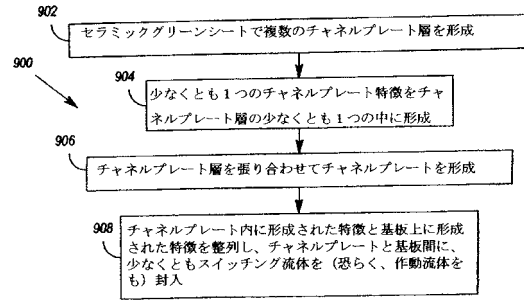 902
セラミックグリーンシートで複数のチャネルプレート層を形成
900
904
少なくとも1つのチャネルプレート特徴をチャ
ネルプレート層の少なくとも1つの中に形成
906
チャネルプレート層を張り合わせてチャネルプレートを形成
908
チャネルプレート内に形成された特徴と基板上に形成
された特徴を整列し、チャネルプレートと基板間に、
少なくともスイッチング流体を(恐らく、作動流体を
も)封入